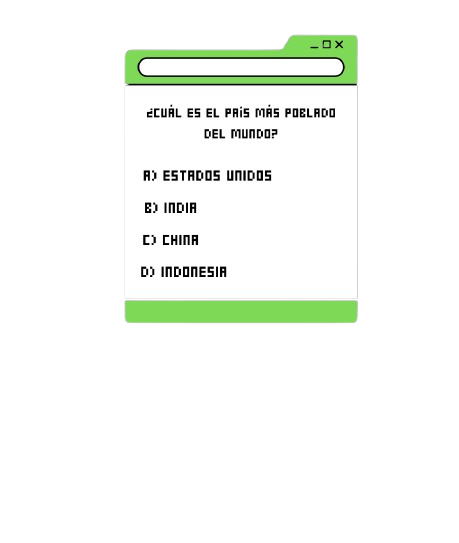 ¿CUÁL ES EL PAÍS MÁS POBLADO
DEL MUNDO?
A) ESTADOS UNIDOS
B) INDIA
C) CHINA
D) INDONESIA